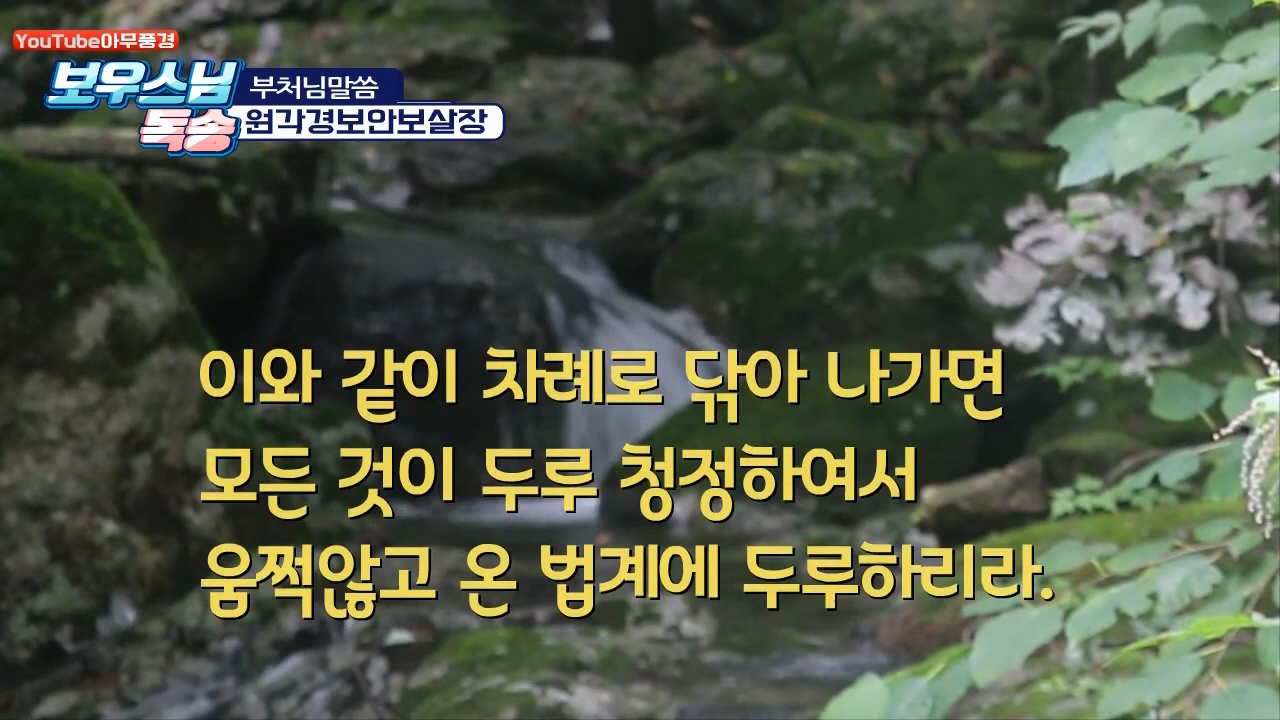 YouTube아무풍경
보우스님 부처님말씀
독송 원각경보안보살장
이와 같이 차례로 닦아 나가면
모든 것이 두루 청정하여서
움쩍않고 온 법계에 두루하리라.